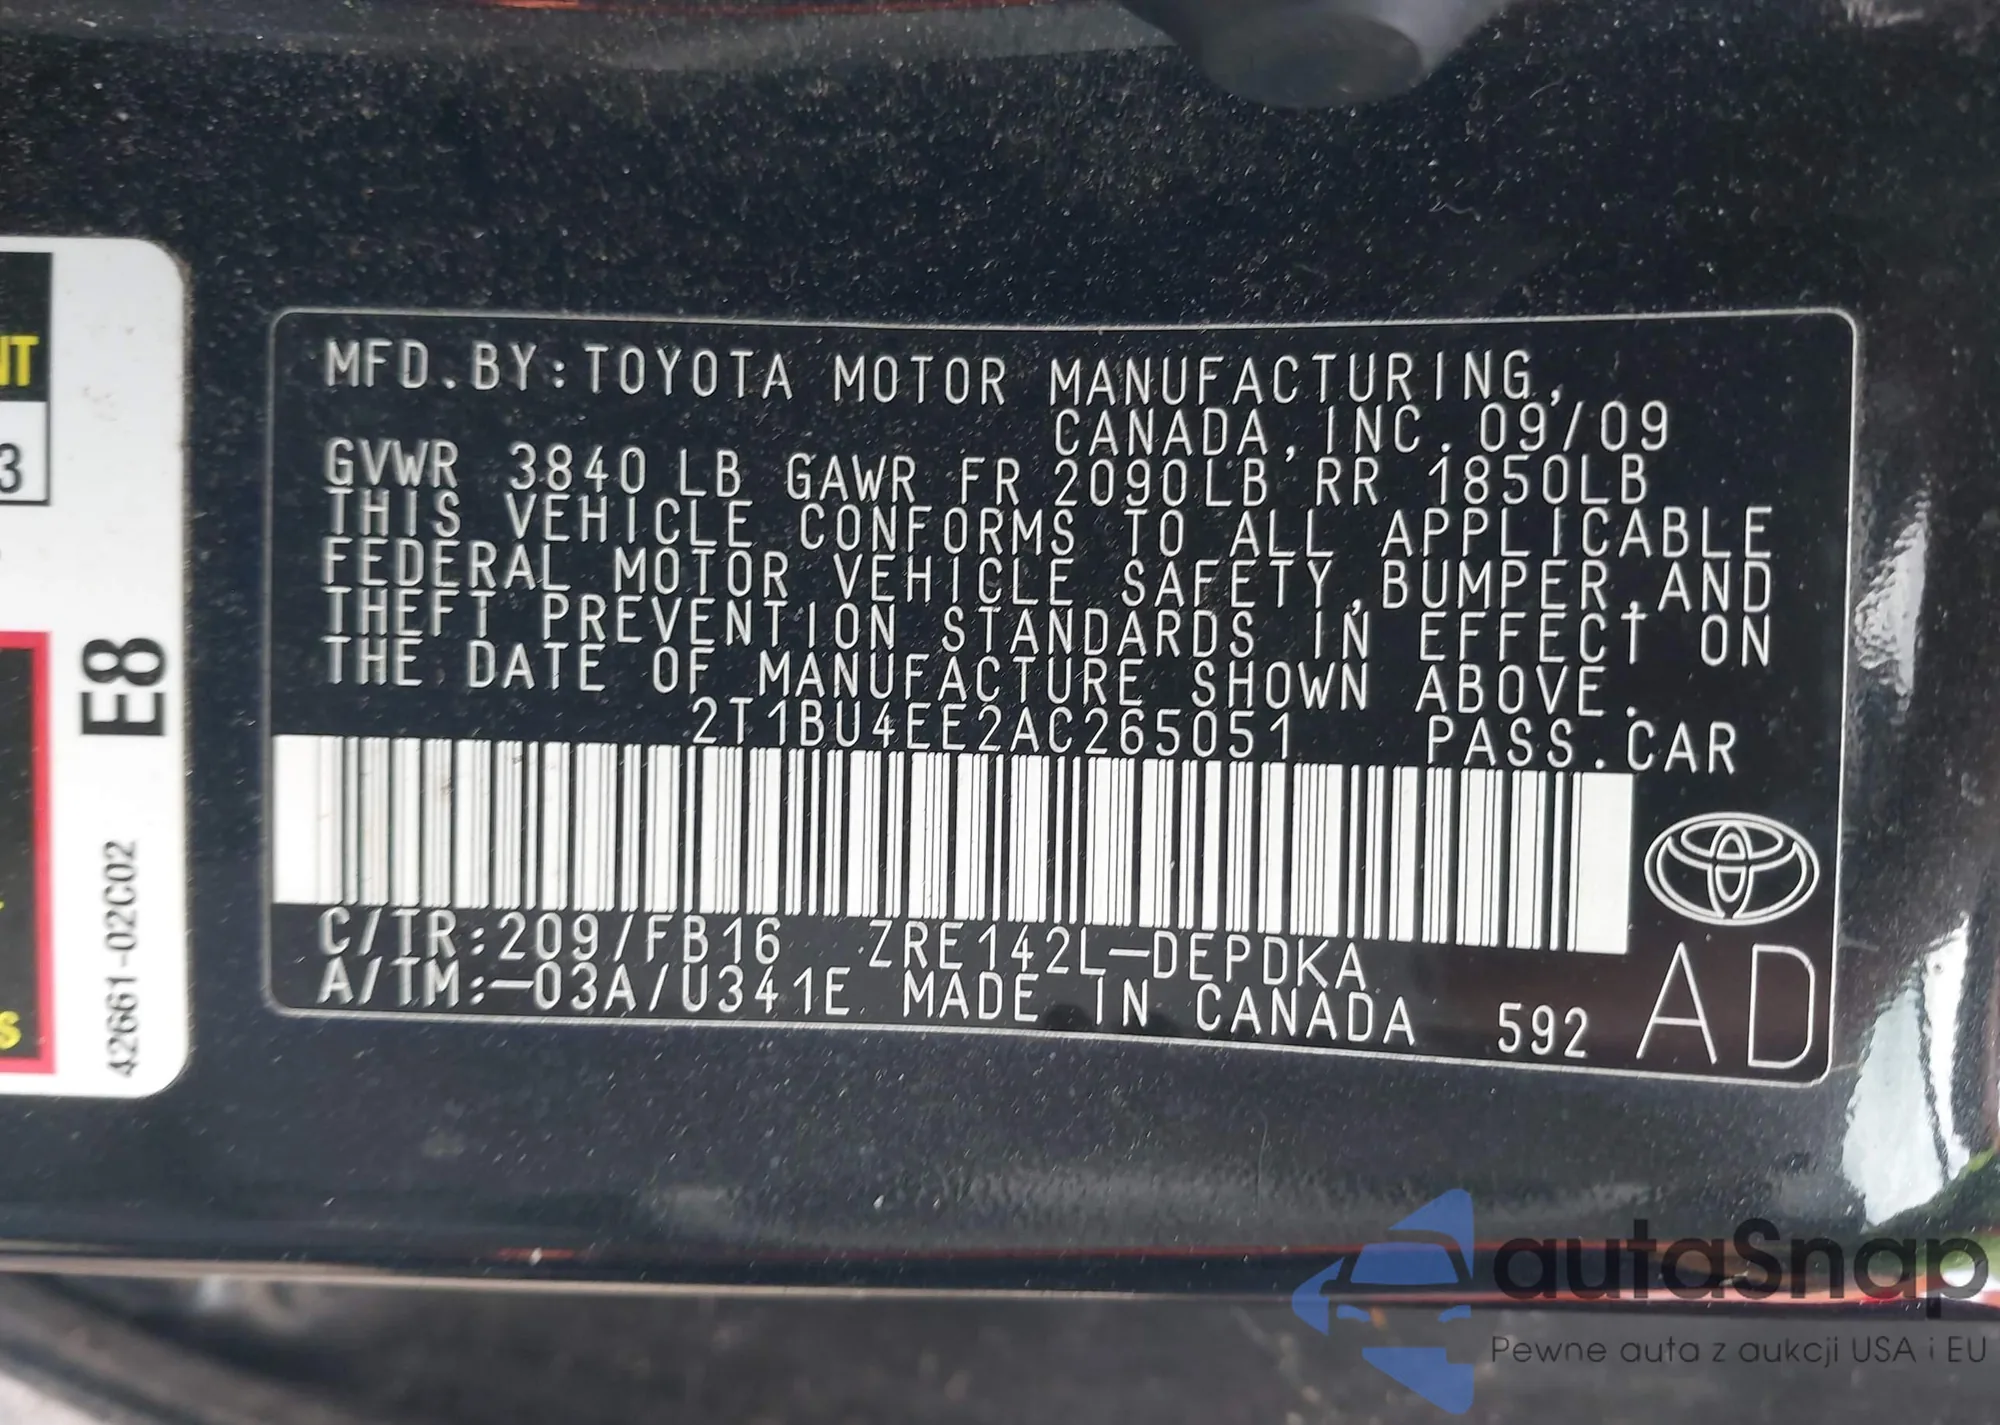 MFD.BY:TOYOTA MOTOR MANUFACTURING,
CANADA,INC.09/09
GVWR 3840 LB GAWR FR 2090LB RR 1850LB
THIS VEHICLE CONFORMS TO ALL APPLICABLE
FEDERAL MOTOR VEHICLE SAFETY,BUMPER,AND
THEFT PREVENTION STANDARDS IN EFFECT ON
THE DATE OF MANUFACTURE SHOWN ABOVE.
2T1BU4EE2AC265051 PASS.CAR
C/TR:209/FB16 ZRE142L-DEPDKA
A/TM:-03A/U341E MADE IN CANADA 592 AD
NT
3
S
E8
42661-02C02
autaSnap
Pewne auta z aukcji USA i EU